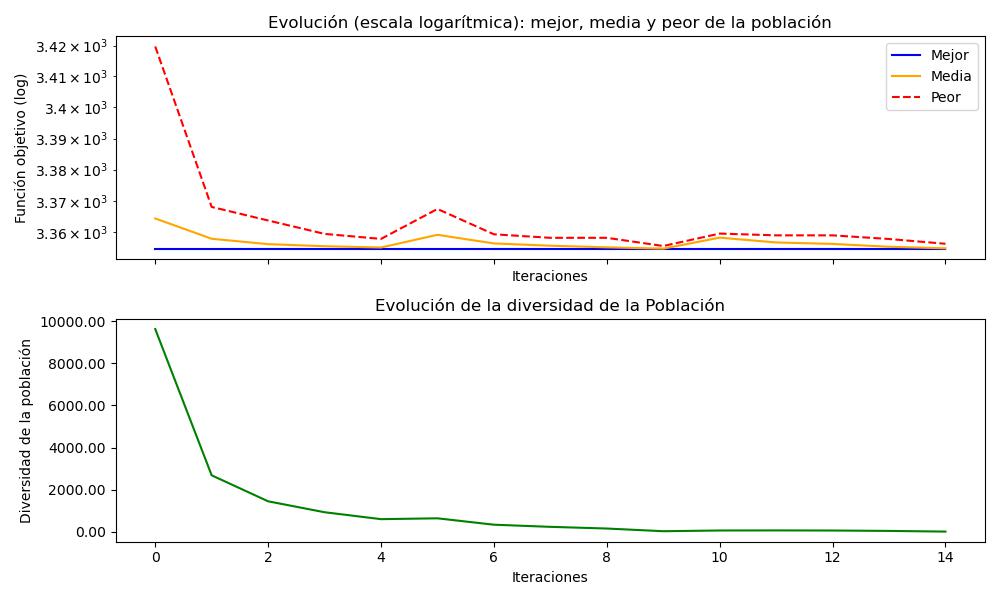 Evolución (escala logarítmica): mejor, media y peor de la población
Función objetivo (log)
3.42 × 10³
3.41 × 10³
3.4 × 10³
3.39 × 10³
3.38 × 10³
3.37 × 10³
3.36 × 10³
Mejor
Media
Peor
Iteraciones
Evolución de la diversidad de la Población
Diversidad de la población
10000.00
8000.00
6000.00
4000.00
2000.00
0.00
0 2 4 6 8 10 12 14
Iteraciones